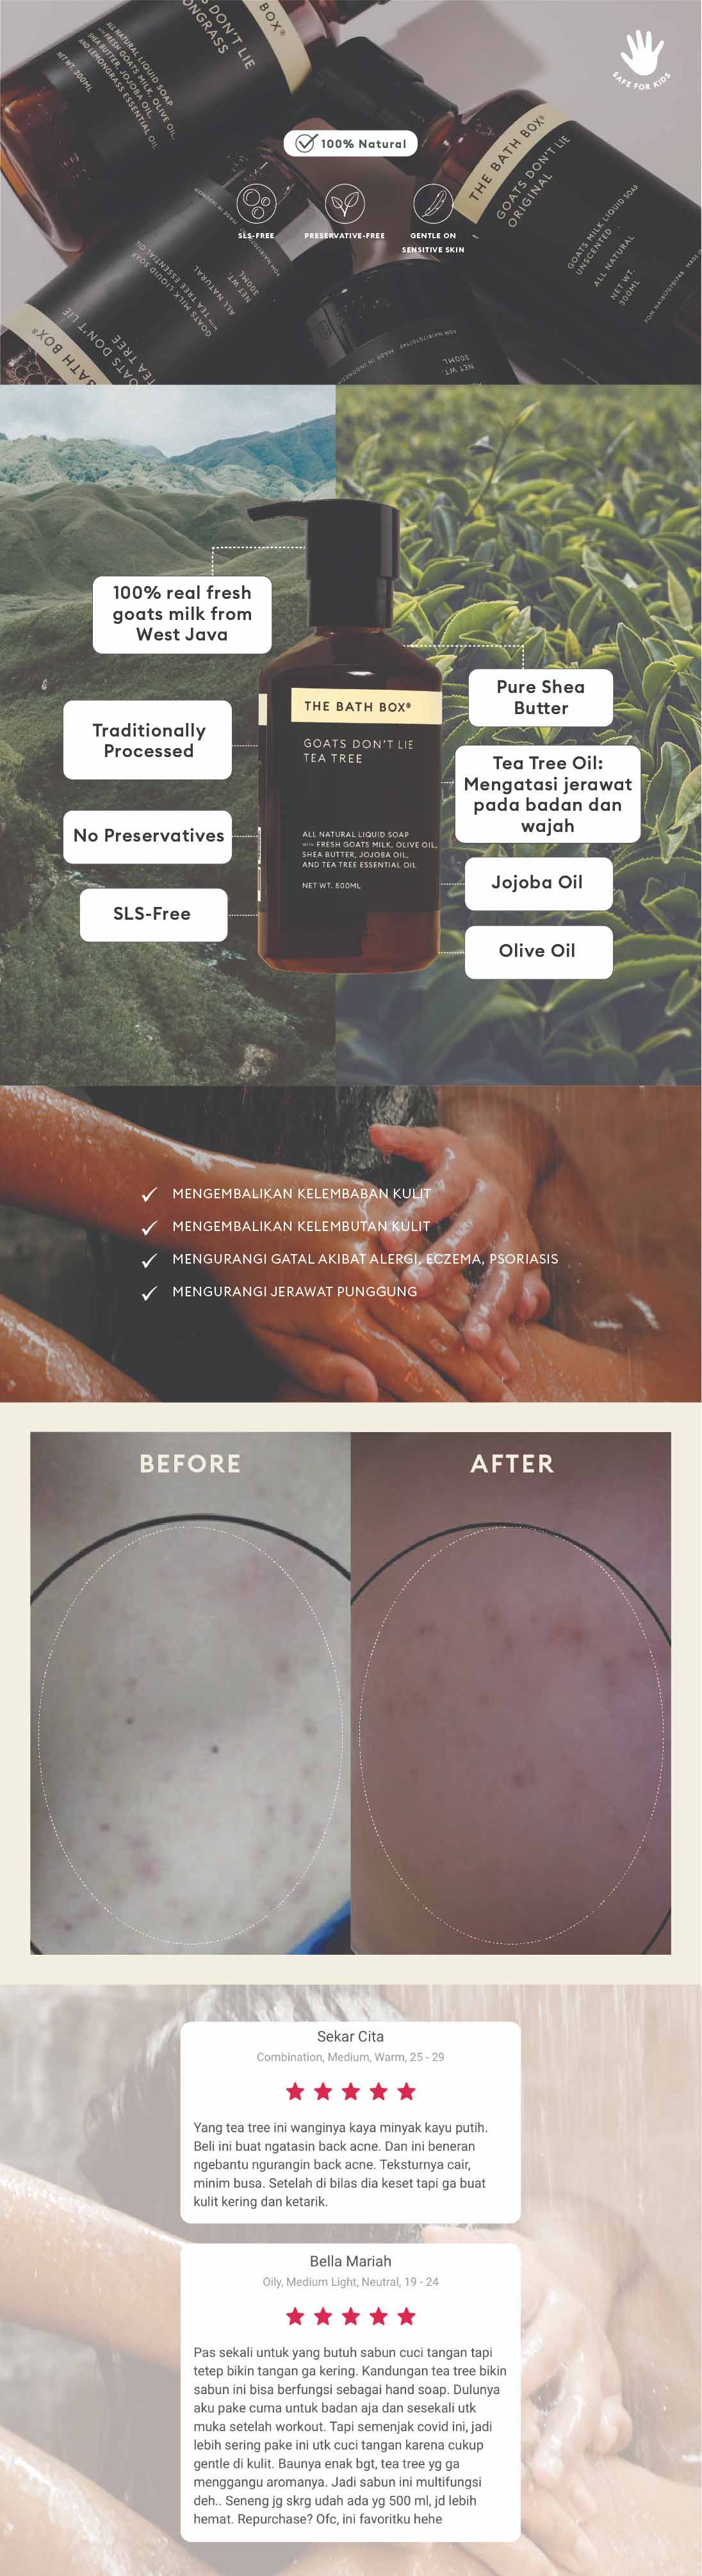 BOX®
S DON'T LIE
ONGRASS
ALL NATURAL LIQUID SOAP
WITH FRESH GOATS MILK, OLIVE OIL,
SHEA BUTTER, JOJOBA OIL,
AND LEMONGRASS ESSENTIAL OIL
NET WT. 300ML
SAFE FOR KIDS
100% Natural
THE BATH BOX®
GOATS DON'T LIE
ORIGINAL
GOATS MILK LIQUID SOAP
UNSCENTED
ALL NATURAL
NET WT.
300ML
SLS-FREE
PRESERVATIVE-FREE
GENTLE ON
SENSITIVE SKIN
BATH BOX®
OATS DON'T LIE
TEA TREE
GOATS MILK LIQUID SOAP
WITH TEA TREE ESSENTIAL OIL
ALL NATURAL
NET WT.
300ML
MADE IN INDONESIA
NET WT.
300ML
100% real fresh
goats milk from
West Java
Pure Shea
Butter
THE BATH BOX®
GOATS DON'T LIE
TEA TREE
Traditionally
Processed
Tea Tree Oil:
Mengatasi jerawat
pada badan dan
wajah
No Preservatives
ALL NATURAL LIQUID SOAP
WITH FRESH GOATS MILK, OLIVE OIL,
SHEA BUTTER, JOJOBA OIL,
AND TEA TREE ESSENTIAL OIL
NET WT. 500ML
Jojoba Oil
SLS-Free
Olive Oil
MENGEMBALIKAN KELEMBABAN KULIT
MENGEMBALIKAN KELEMBUTAN KULIT
MENGURANGI GATAL AKIBAT ALERGI, ECZEMA, PSORIASIS
MENGURANGI JERAWAT PUNGGUNG
BEFORE
AFTER
Sekar Cita
Combination, Medium, Warm, 25 - 29
Yang tea tree ini wanginya kaya minyak kayu putih.
Beli ini buat ngatasin back acne. Dan ini beneran
ngebantu ngurangin back acne. Teksturnya cair,
minim busa. Setelah di bilas dia keset tapi ga buat
kulit kering dan ketarik.
Bella Mariah
Oily, Medium Light, Neutral, 19 - 24
Pas sekali untuk yang butuh sabun cuci tangan tapi
tetep bikin tangan ga kering. Kandungan tea tree bikin
sabun ini bisa berfungsi sebagai hand soap. Dulunya
aku pake cuma untuk badan aja dan sesekali utk
muka setelah workout. Tapi semenjak covid ini, jadi
lebih sering pake ini utk cuci tangan karena cukup
gentle di kulit. Baunya enak bgt, tea tree yg ga
menggangu aromanya. Jadi sabun ini multifungsi
deh.. Seneng jg skrg udah ada yg 500 ml, jd lebih
hemat. Repurchase? Ofc, ini favoritku hehe